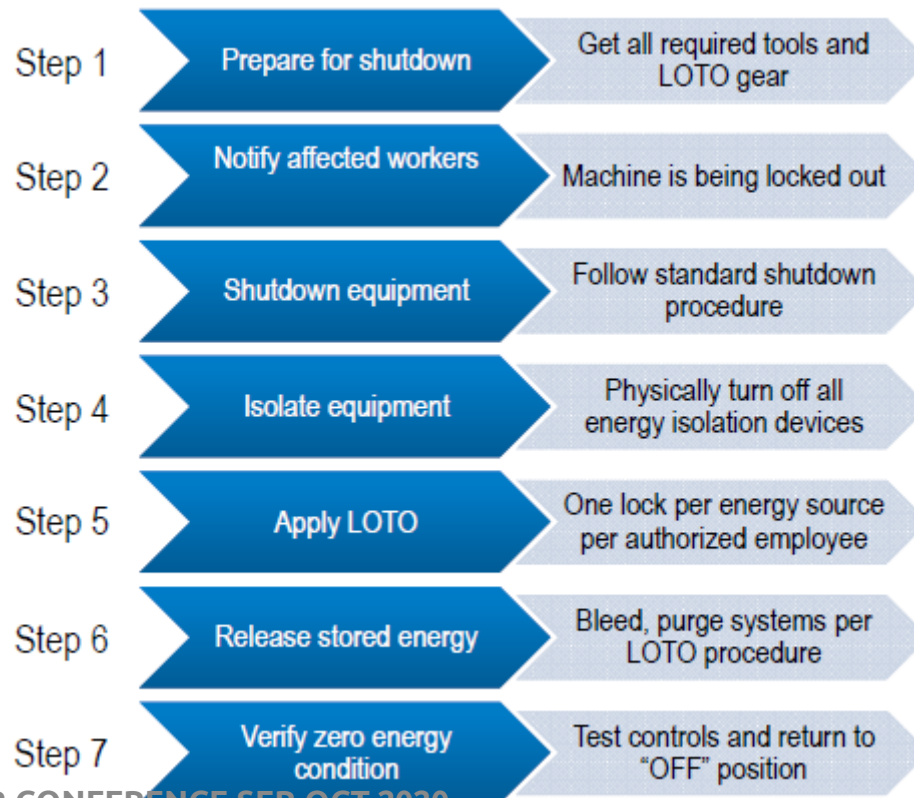 Step 1
Prepare for shutdown
Get all required tools and
LOTO gear
Step 2
Notify affected workers
Machine is being locked out
Step 3
Shutdown equipment
Follow standard shutdown
procedure
Step 4
Isolate equipment
Physically turn off all
energy isolation devices
Step 5
Apply LOTO
One lock per energy source
per authorized employee
Step 6
Release stored energy
Bleed, purge systems per
LOTO procedure
Step 7
Verify zero energy
condition
Test controls and return to
“OFF” position
CONFERENCE SEP-OCT 2020